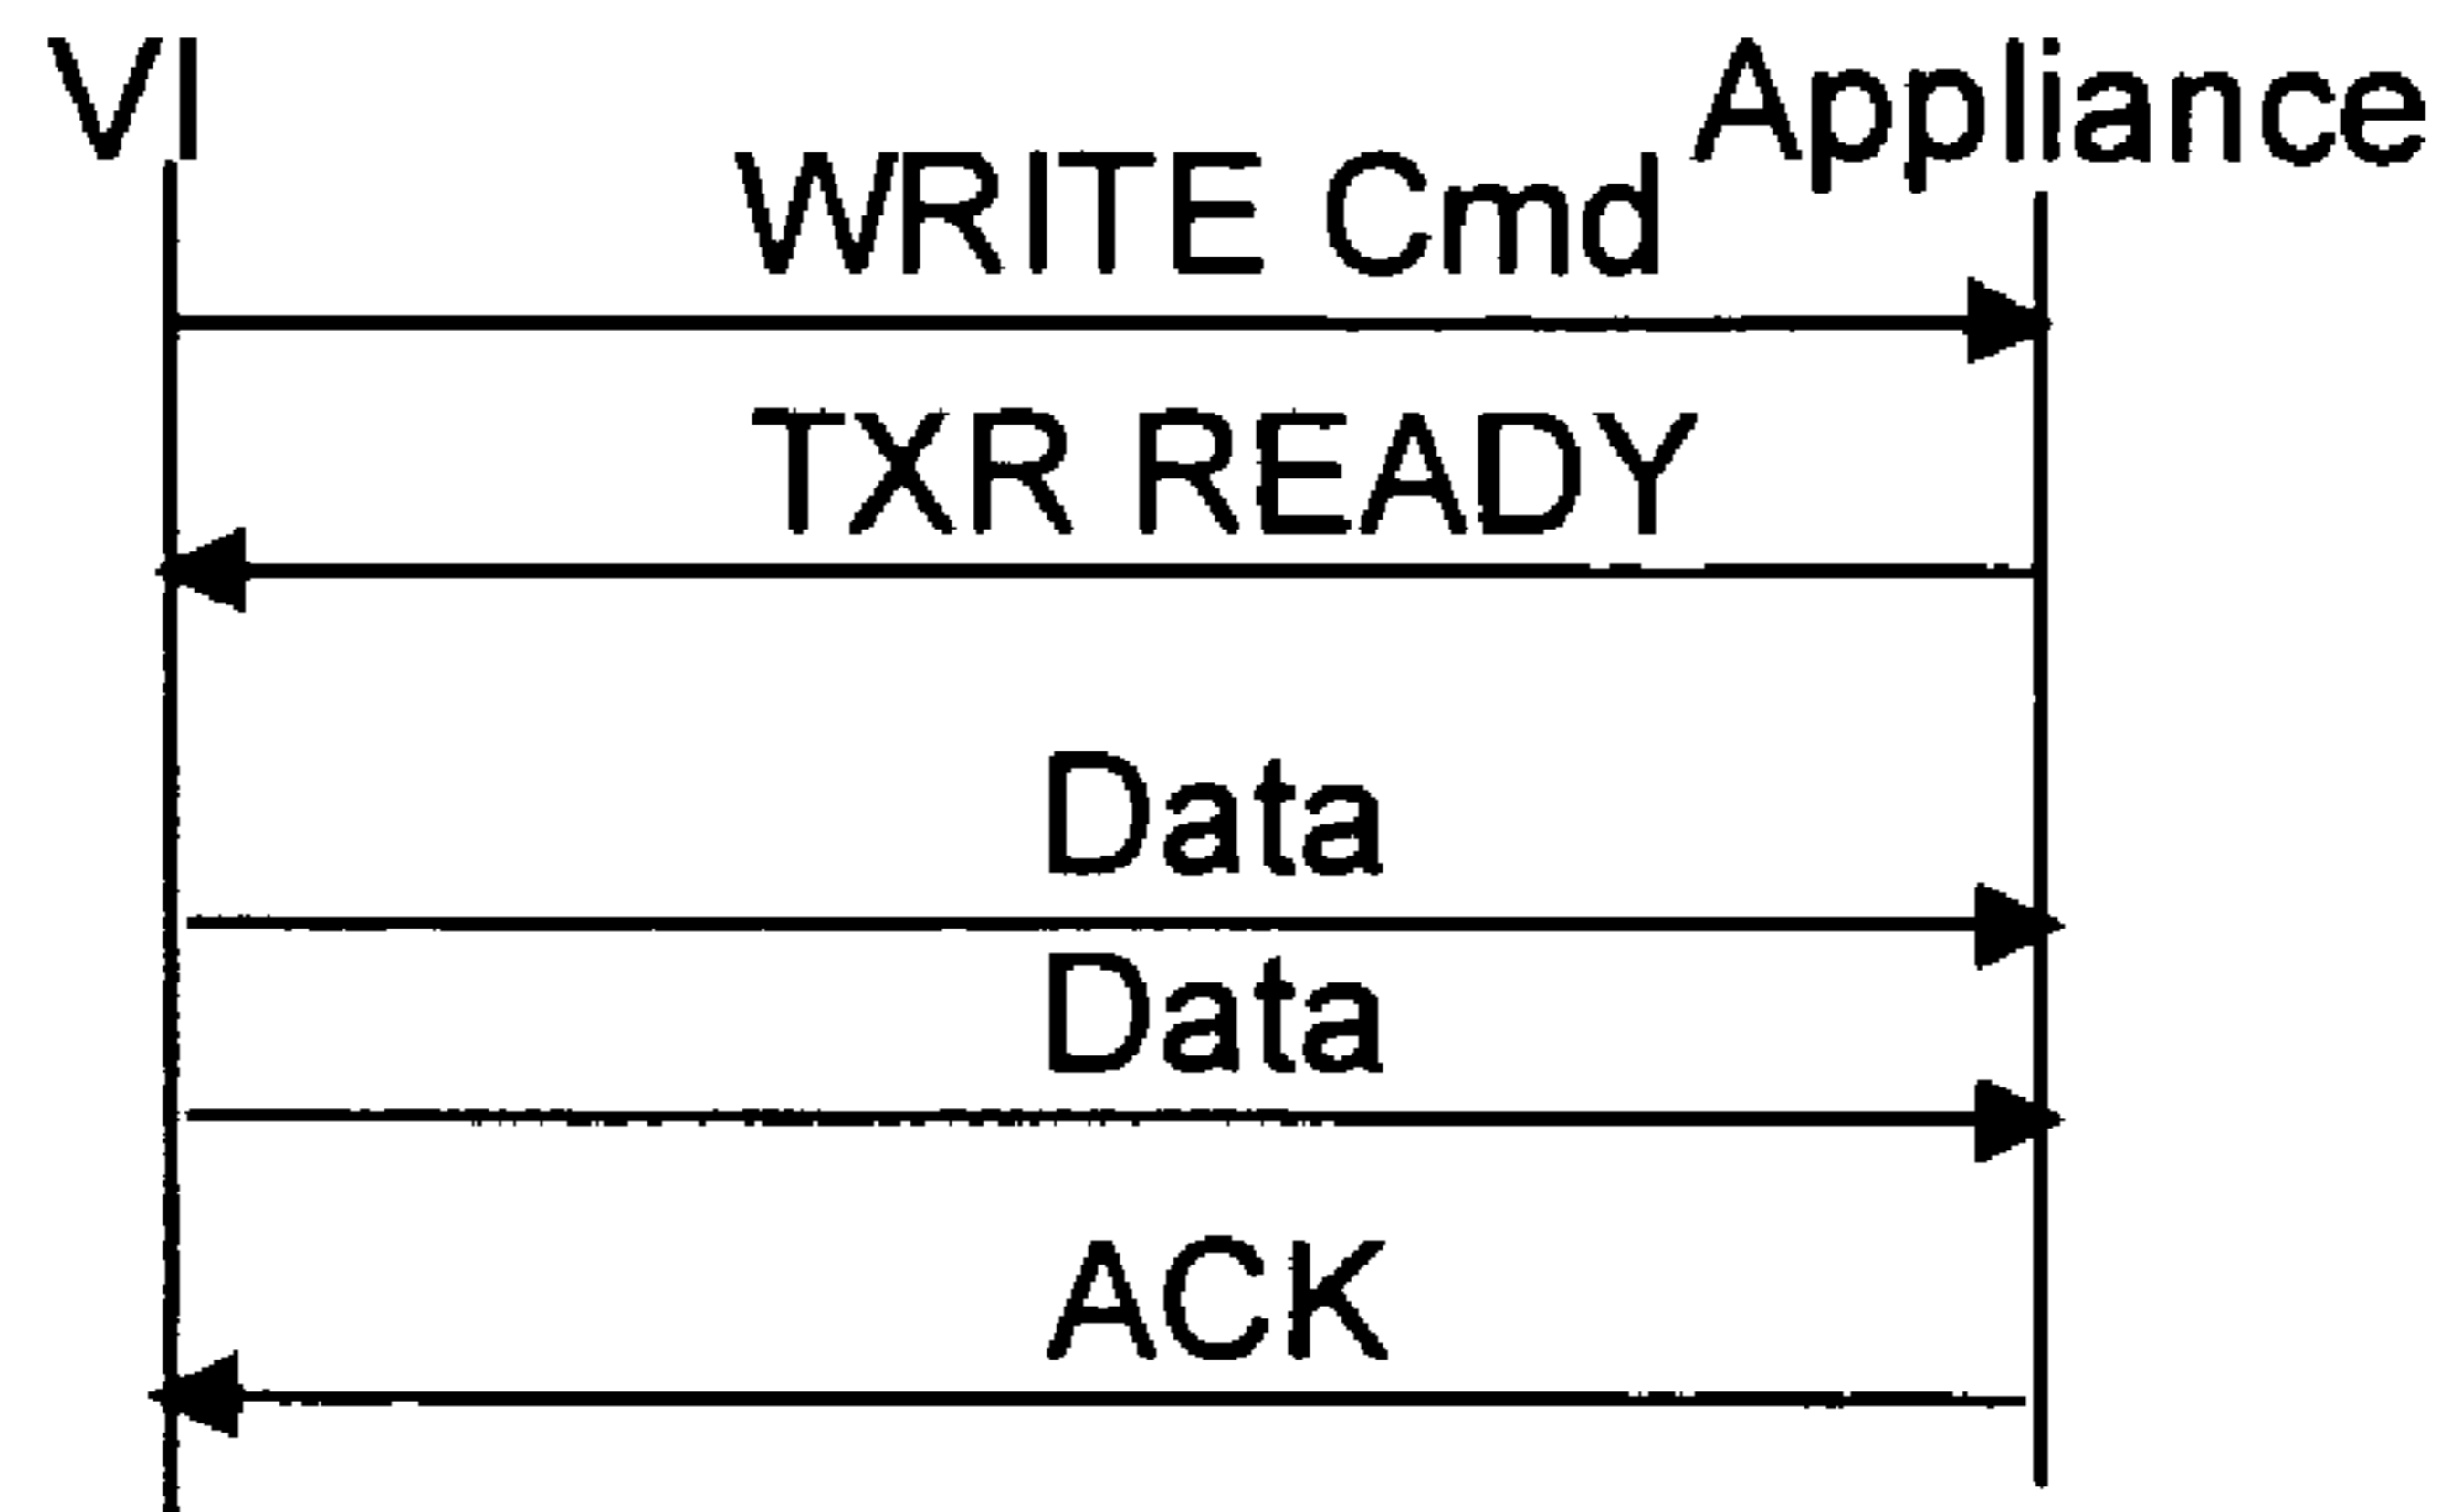 VI
Appliance
WRITE Cmd
TXR READY
Data
Data
ACK